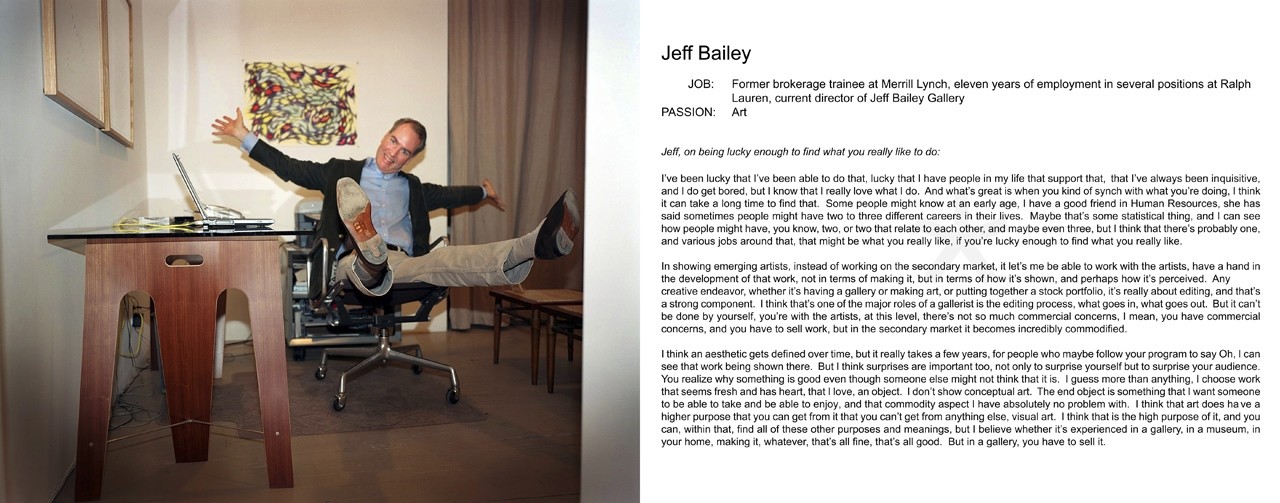 Jeff Bailey
JOB: Former brokerage trainee at Merrill Lynch, eleven years of employment in several positions at Ralph
Lauren, current director of Jeff Bailey Gallery
PASSION: Art
Jeff, on being lucky enough to find what you really like to do:
I've been lucky that I've been able to do that, lucky that I have people in my life that support that,  that I've always been inquisitive,
and I do get bored, but I know that I really love what I do.  And what's great is when you kind of synch with what you're doing, I think
it can take a long time to find that.  Some people might know at an early age, I have a good friend in Human Resources, she has
said sometimes people might have two to three different careers in their lives.  Maybe that's some statistical thing, and I can see
how people might have, you know, two, or two that relate to each other, and maybe even three, but I think that there's probably one,
and various jobs around that, that might be what you really like, if you're lucky enough to find what you really like.
In showing emerging artists, instead of working on the secondary market, it let's me be able to work with the artists, have a hand in
the development of that work, not in terms of making it, but in terms of how it's shown, and perhaps how it's perceived.  Any
creative endeavor, whether it's having a gallery or making art, or putting together a stock portfolio, it's really about editing, and that's
a strong component.  I think that's one of the major roles of a gallerist is the editing process, what goes in, what goes out.  But it can't
be done by yourself, you're with the artists, at this level, there's not so much commercial concerns, I mean, you have commercial
concerns, and you have to sell work, but in the secondary market it becomes incredibly commodified.
I think an aesthetic gets defined over time, but it really takes a few years, for people who maybe follow your program to say Oh, I can
see that work being shown there.  But I think surprises are important too, not only to surprise yourself but to surprise your audience.
You realize why something is good even though someone else might not think that it is.  I guess more than anything, I choose work
that seems fresh and has heart, that I love, an object.  I don't show conceptual art.  The end object is something that I want someone
to be able to take and be able to enjoy, and that commodity aspect I have absolutely no problem with.  I think that art does have a
higher purpose that you can get from it that you can't get from anything else, visual art.  I think that is the high purpose of it, and you
can, within that, find all of these other purposes and meanings, but I believe whether it's experienced in a gallery, in a museum, in
your home, making it, whatever, that's all fine, that's all good.  But in a gallery, you have to sell it.